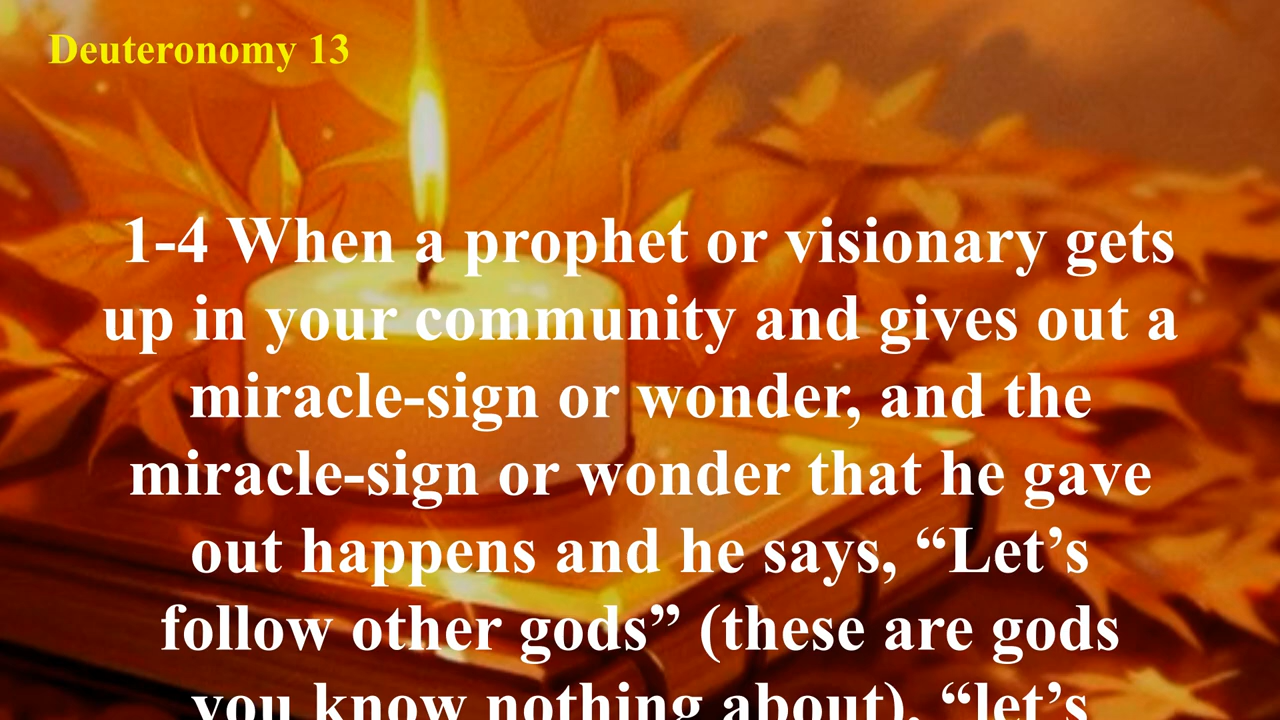 Deuteronomy 13
1-4 When a prophet or visionary gets
up in your community and gives out a
miracle-sign or wonder, and the
miracle-sign or wonder that he gave
out happens and he says, “Let’s
follow other gods” (these are gods
you know nothing about), “let’s